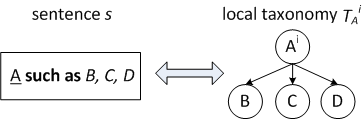 sentence s
local taxonomy T_A^i
A such as B, C, D
A^i
B C D